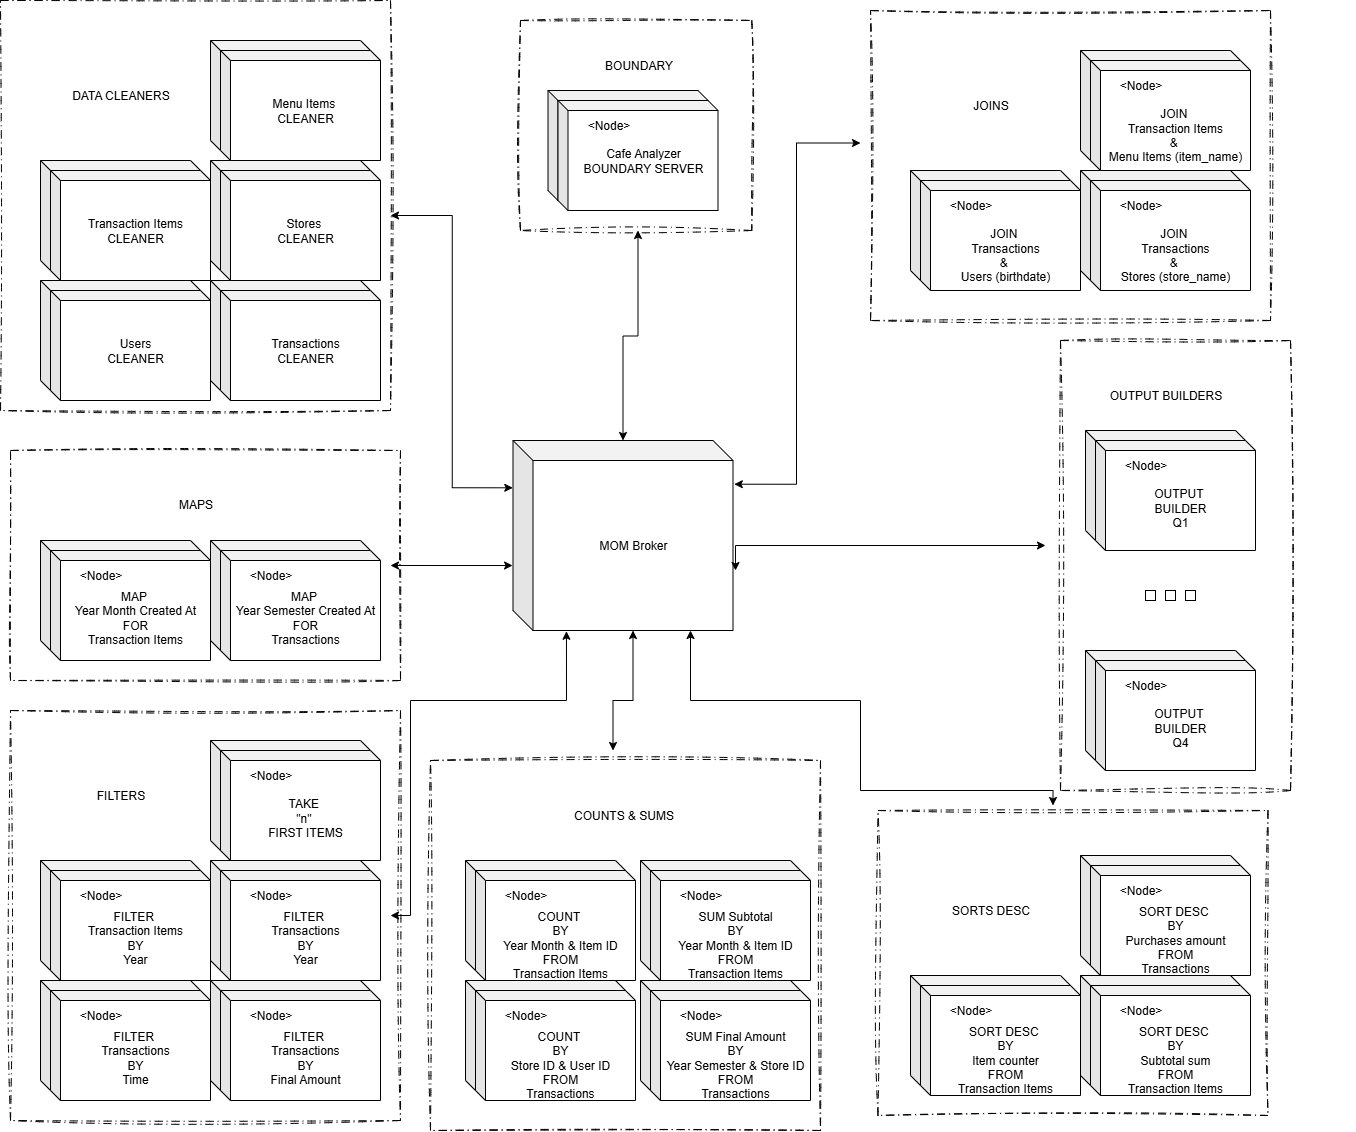 DATA CLEANERS
Menu Items
CLEANER
Transaction Items
CLEANER
Stores
CLEANER
Users
CLEANER
Transactions
CLEANER
BOUNDARY
<Node>
Cafe Analyzer
BOUNDARY SERVER
JOINS
<Node>
JOIN
Transaction Items
&
Menu Items (item_name)
<Node>
JOIN
Transactions
&
Users (birthdate)
<Node>
JOIN
Transactions
&
Stores (store_name)
OUTPUT BUILDERS
<Node>
OUTPUT
BUILDER
Q1
<Node>
OUTPUT
BUILDER
Q4
MAPS
<Node>
MAP
Year Month Created At
FOR
Transaction Items
<Node>
MAP
Year Semester Created At
FOR
Transactions
MOM Broker
FILTERS
<Node>
TAKE
"n"
FIRST ITEMS
<Node>
FILTER
Transaction Items
BY
Year
<Node>
FILTER
Transactions
BY
Year
<Node>
FILTER
Transactions
BY
Time
<Node>
FILTER
Transactions
BY
Final Amount
COUNTS & SUMS
<Node>
COUNT
BY
Year Month & Item ID
FROM
Transaction Items
<Node>
SUM Subtotal
BY
Year Month & Item ID
FROM
Transaction Items
<Node>
COUNT
BY
Store ID & User ID
FROM
Transactions
<Node>
SUM Final Amount
BY
Year Semester & Store ID
FROM
Transactions
SORTS DESC
<Node>
SORT DESC
BY
Purchases amount
FROM
Transactions
<Node>
SORT DESC
BY
Item counter
FROM
Transaction Items
<Node>
SORT DESC
BY
Subtotal sum
FROM
Transaction Items